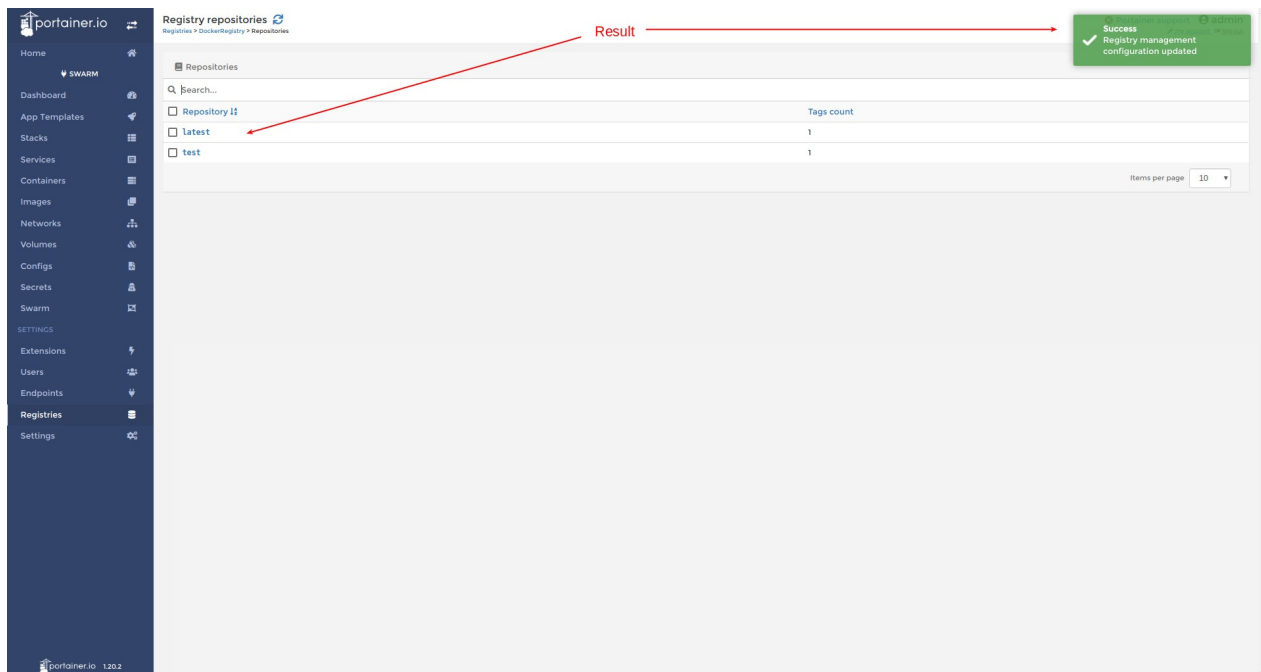 portainer.io
Home
SWARM
Dashboard
App Templates
Stacks
Services
Containers
Images
Networks
Volumes
Configs
Secrets
Swarm
SETTINGS
Extensions
Users
Endpoints
Registries
Settings
portainer.io 1.20.2
Registry repositories
Registries > DockerRegistry > Repositories
Result
Portainer support admin
Success
Registry management
configuration updated
Repositories
Search...
Repository Tags count
latest 1
test 1
Items per page 10